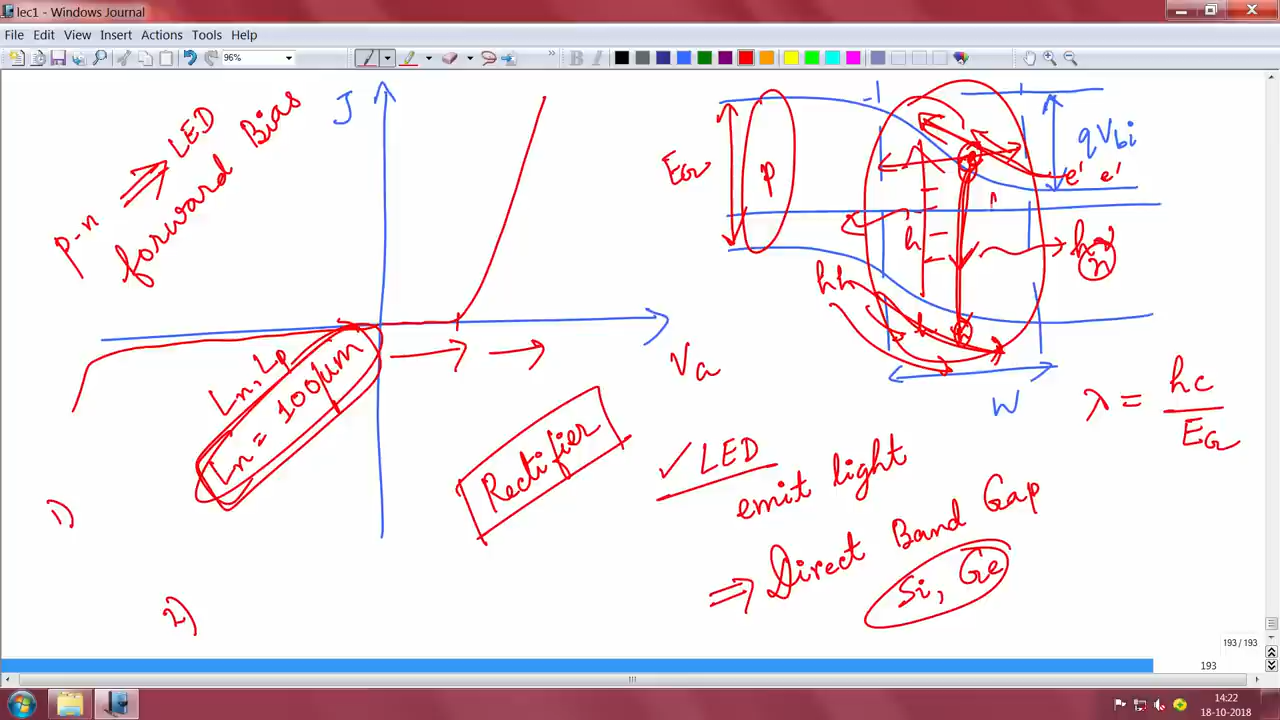 lec1 - Windows Journal
File Edit View Insert Actions Tools Help
96%
B I
p-n ⇒ LED
forward Bias
J
Va
Ln, Lp
Ln = 100μm
Rectifier
1)
2)
EG
p
-1
qVbi
e' e'
h
hν
n
hh
h
W
λ = hc / EG
✓ LED
emit light
⇒ Direct Band Gap
Si, Ge
193 / 193
193
14:22
18-10-2018